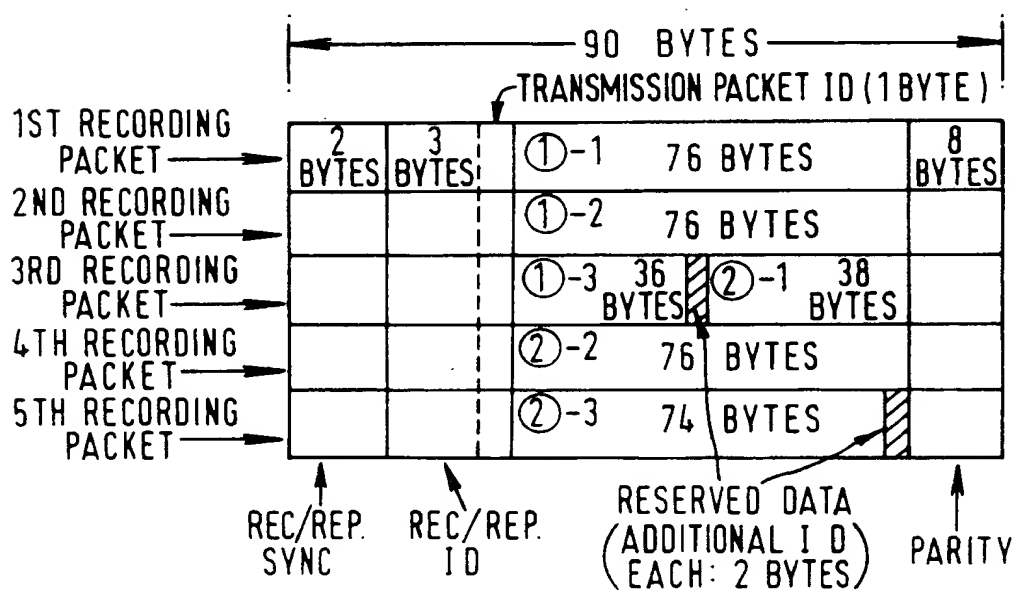 90 BYTES
TRANSMISSION PACKET ID (1 BYTE)
1ST RECORDING
PACKET
2
BYTES
3
BYTES
①-1 76 BYTES
8
BYTES
2ND RECORDING
PACKET
①-2 76 BYTES
3RD RECORDING
PACKET
①-3 36
BYTES
②-1 38
BYTES
4TH RECORDING
PACKET
②-2 76 BYTES
5TH RECORDING
PACKET
②-3 74 BYTES
REC/REP.
SYNC
REC/REP.
ID
RESERVED DATA
(ADDITIONAL I D
EACH: 2 BYTES)
PARITY